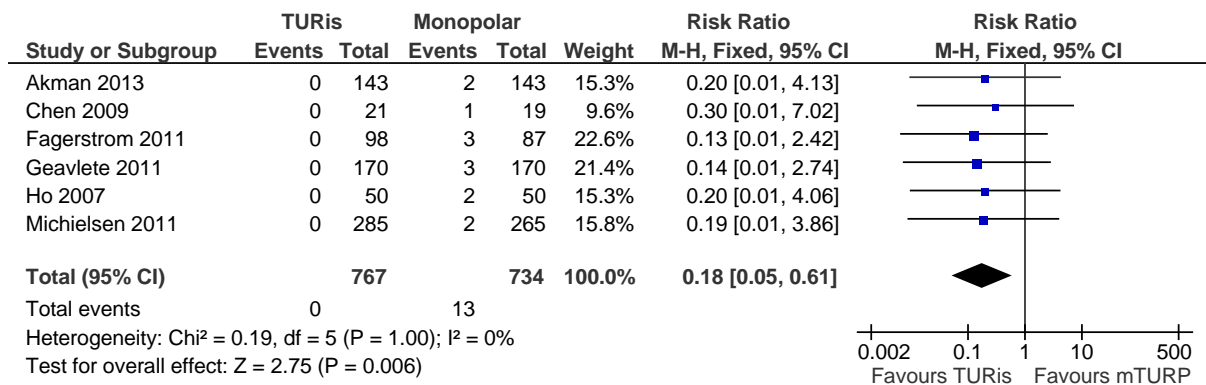 TURis Monopolar Risk Ratio Risk Ratio
Study or Subgroup Events Total Events Total Weight M-H, Fixed, 95% CI M-H, Fixed, 95% CI
Akman 2013 0 143 2 143 15.3% 0.20 [0.01, 4.13]
Chen 2009 0 21 1 19 9.6% 0.30 [0.01, 7.02]
Fagerstrom 2011 0 98 3 87 22.6% 0.13 [0.01, 2.42]
Geavlete 2011 0 170 3 170 21.4% 0.14 [0.01, 2.74]
Ho 2007 0 50 2 50 15.3% 0.20 [0.01, 4.06]
Michielsen 2011 0 285 2 265 15.8% 0.19 [0.01, 3.86]
Total (95% CI) 767 734 100.0% 0.18 [0.05, 0.61]
Total events 0 13
Heterogeneity: Chi² = 0.19, df = 5 (P = 1.00); I² = 0%
Test for overall effect: Z = 2.75 (P = 0.006)
0.002 0.1 1 10 500
Favours TURis Favours mTURP